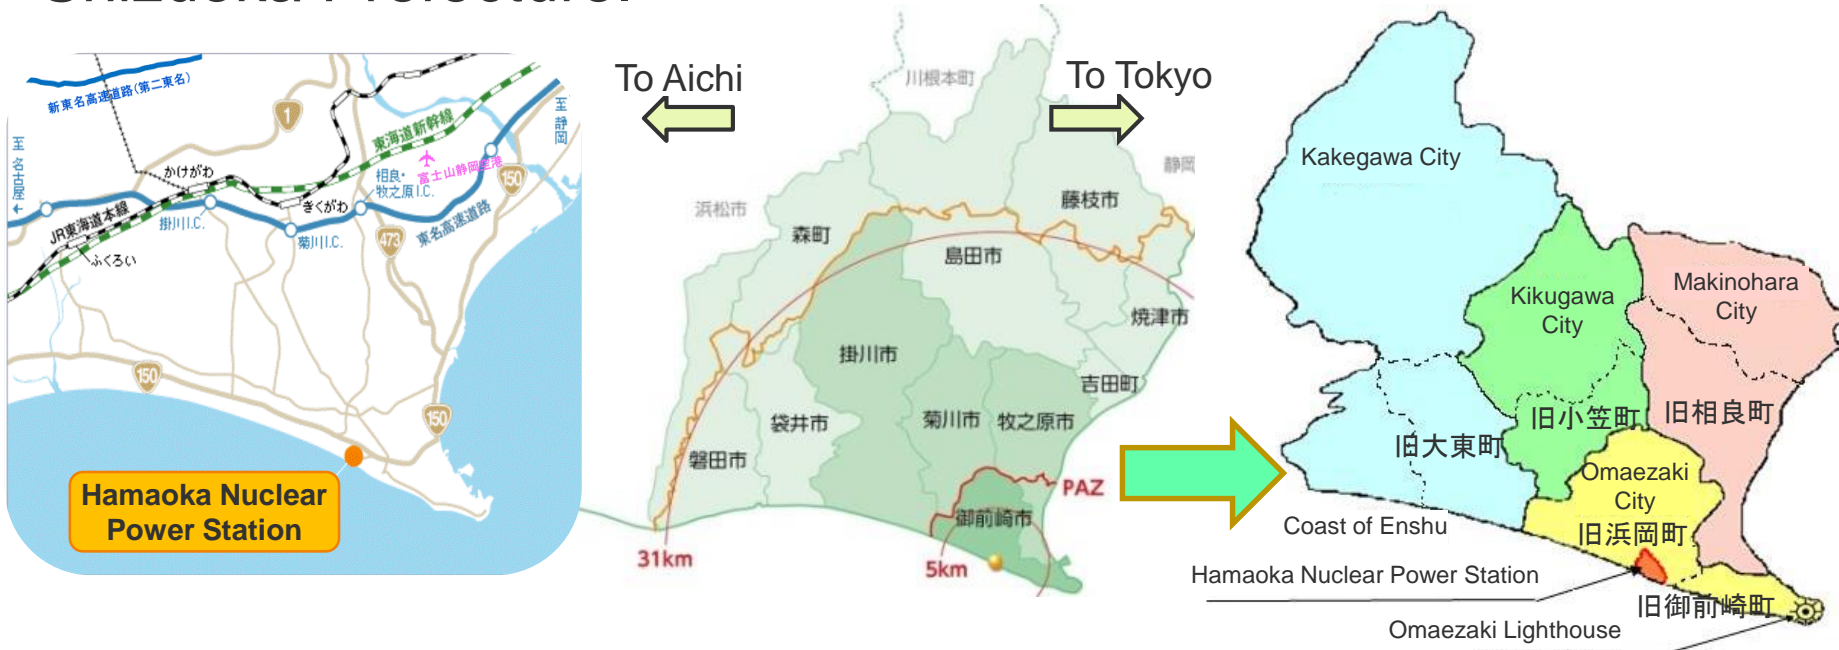 新東名高速道路(第二東名)
1
至 静岡
東海道新幹線
富士山静岡空港
至 名古屋
かけがわ
相良・
牧之原I.C.
150
きくがわ
JR東海道本線
掛川I.C.
菊川I.C.
473
東名高速道路
ふくろい
150
150
Hamaoka Nuclear
Power Station
To Aichi
To Tokyo
川根本町
静岡
浜松市
藤枝市
森町
島田市
焼津市
掛川市
吉田町
袋井市
菊川市
牧之原市
磐田市
PAZ
御前崎市
31km
5km
Kakegawa City
Kikugawa
City
Makinohara
City
旧小笠町
旧相良町
旧大東町
Omaezaki
City
Coast of Enshu
旧浜岡町
Hamaoka Nuclear Power Station
旧御前崎町
Omaezaki Lighthouse